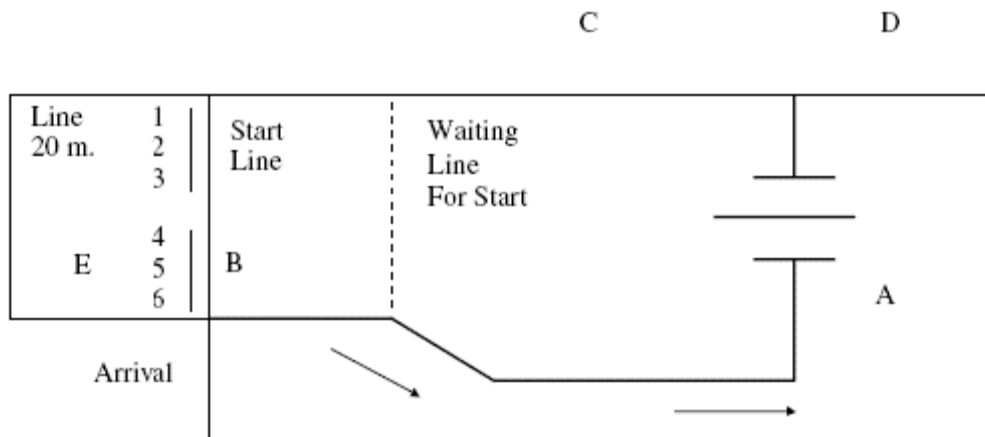 C
D
Line
20 m.
1
2
3
4
5
6
E
Start
Line
B
Waiting
Line
For Start
A
Arrival